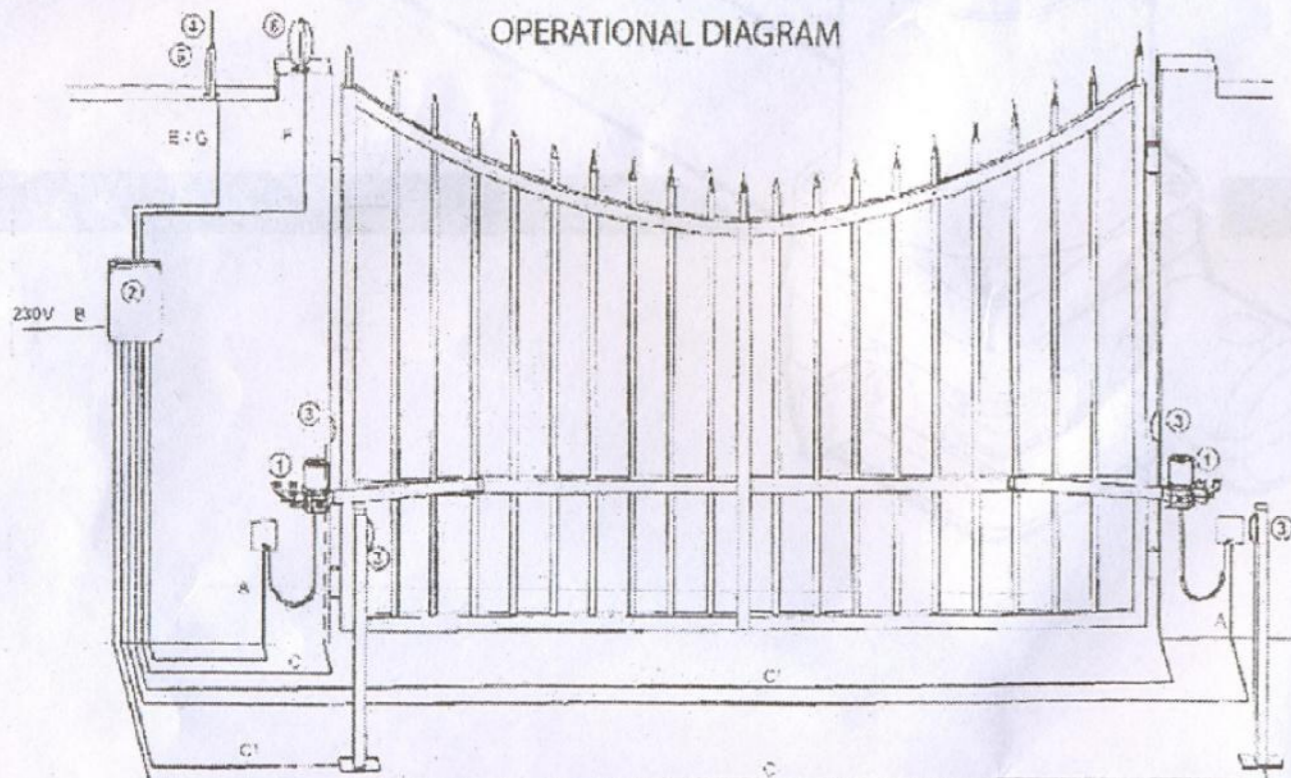 OPERATIONAL DIAGRAM
④
⑤
⑥
E / G
F
②
230V B
③
③
①
①
③
③
A
A
C
C'
C'
C